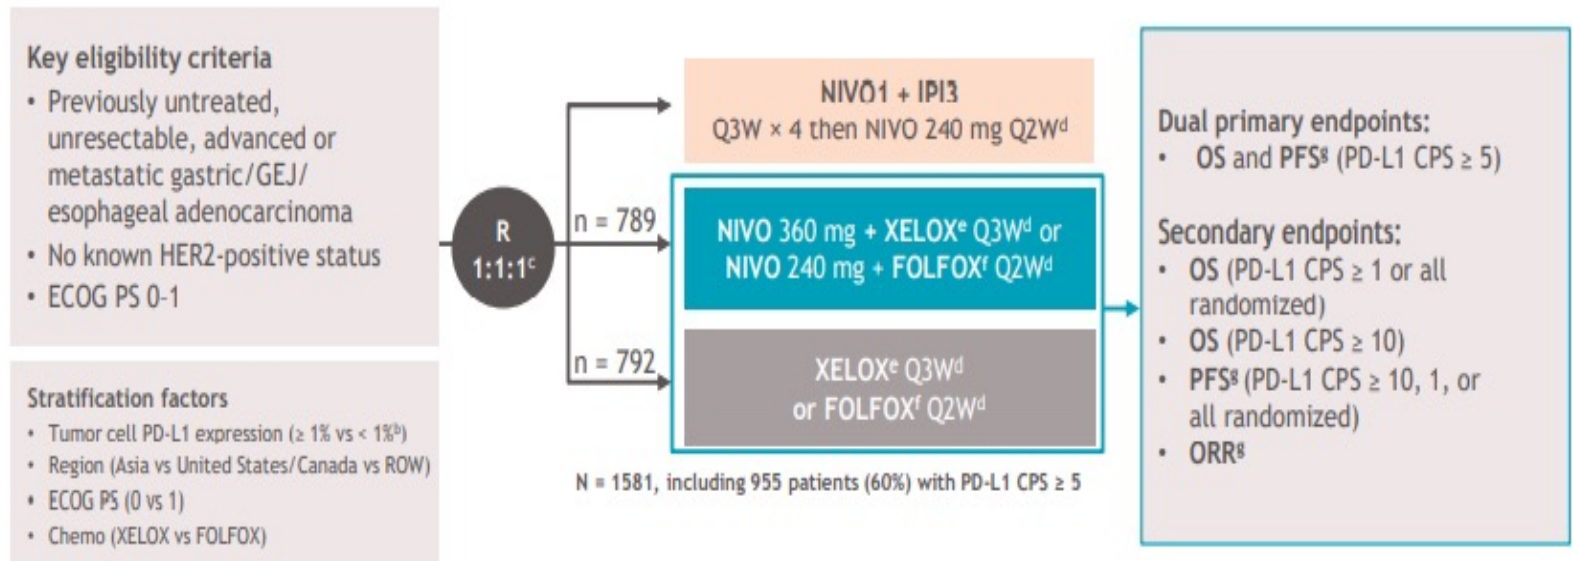 Key eligibility criteria
• Previously untreated,
unresectable, advanced or
metastatic gastric/GEJ/
esophageal adenocarcinoma
• No known HER2-positive status
• ECOG PS 0-1
Stratification factors
• Tumor cell PD-L1 expression (≥ 1% vs < 1%ᵇ)
• Region (Asia vs United States/Canada vs ROW)
• ECOG PS (0 vs 1)
• Chemo (XELOX vs FOLFOX)
R
1:1:1ᶜ
n = 789
n = 792
NIVO1 + IPI3
Q3W × 4 then NIVO 240 mg Q2Wᵈ
NIVO 360 mg + XELOXᵉ Q3Wᵈ or
NIVO 240 mg + FOLFOXᶠ Q2Wᵈ
XELOXᵉ Q3Wᵈ
or FOLFOXᶠ Q2Wᵈ
N = 1581, including 955 patients (60%) with PD-L1 CPS ≥ 5
Dual primary endpoints:
• OS and PFSᵍ (PD-L1 CPS ≥ 5)
Secondary endpoints:
• OS (PD-L1 CPS ≥ 1 or all
randomized)
• OS (PD-L1 CPS ≥ 10)
• PFSᵍ (PD-L1 CPS ≥ 10, 1, or
all randomized)
• ORRᵍ